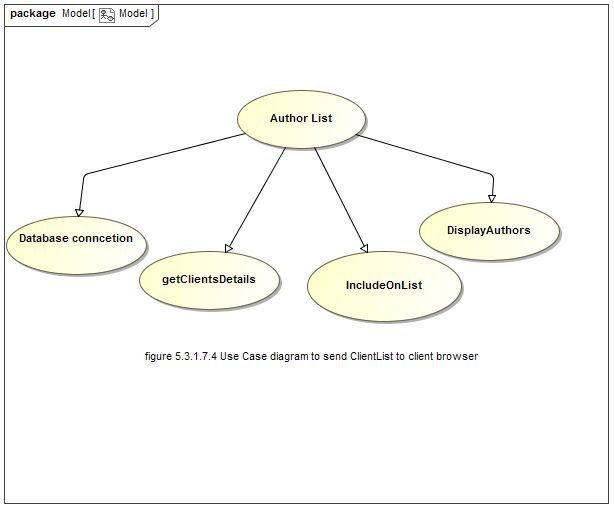 package Model [ Model ]
Author List
Database conncetion
getClientsDetails
IncludeOnList
DisplayAuthors
figure 5.3.1.7.4 Use Case diagram to send ClientList to client browser